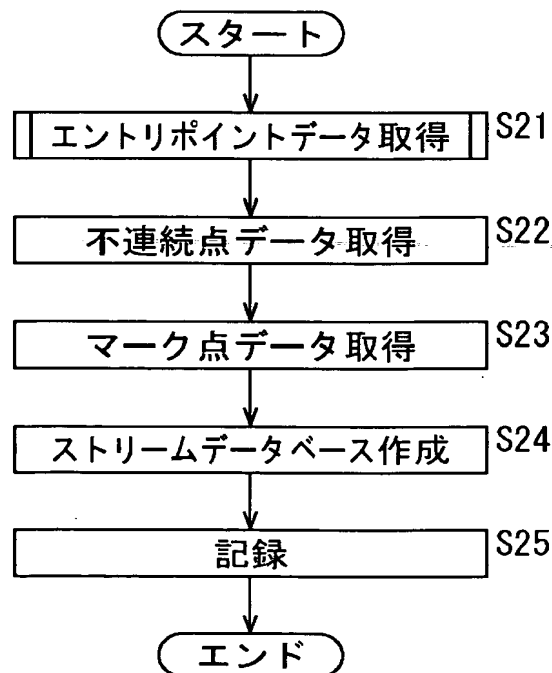 スタート
エントリポイントデータ取得 S21
不連続点データ取得 S22
マーク点データ取得 S23
ストリームデータベース作成 S24
記録 S25
エンド